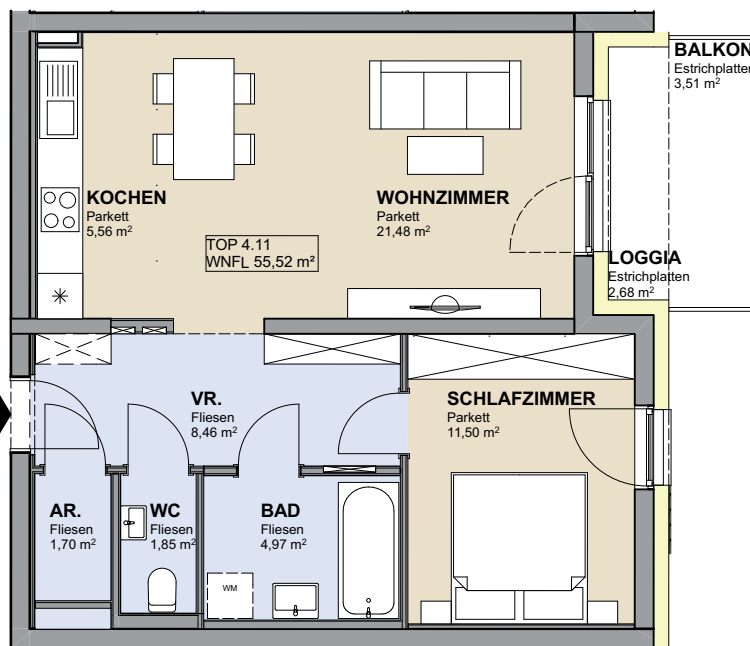 BALKON
Estrichplatten
3,51 m²
KOCHEN
Parkett
5,56 m²
WOHNZIMMER
Parkett
21,48 m²
TOP 4.11
WNFL 55,52 m²
LOGGIA
Estrichplatten
2,68 m²
VR.
Fliesen
8,46 m²
SCHLAFZIMMER
Parkett
11,50 m²
AR.
Fliesen
1,70 m²
WC
Fliesen
1,85 m²
BAD
Fliesen
4,97 m²
WM